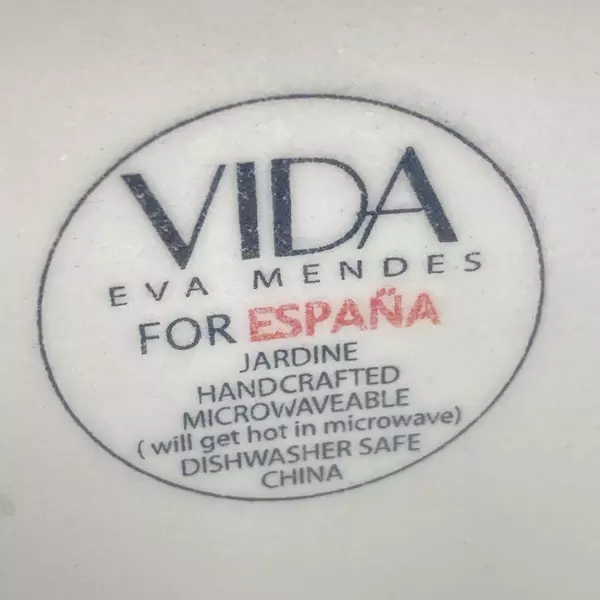 VIDA
EVA MENDES
FOR ESPAÑA
JARDINE
HANDCRAFTED
MICROWAVEABLE
( will get hot in microwave)
DISHWASHER SAFE
CHINA